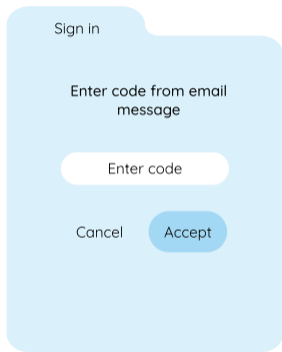 Sign in
Enter code from email
message
Enter code
Cancel Accept